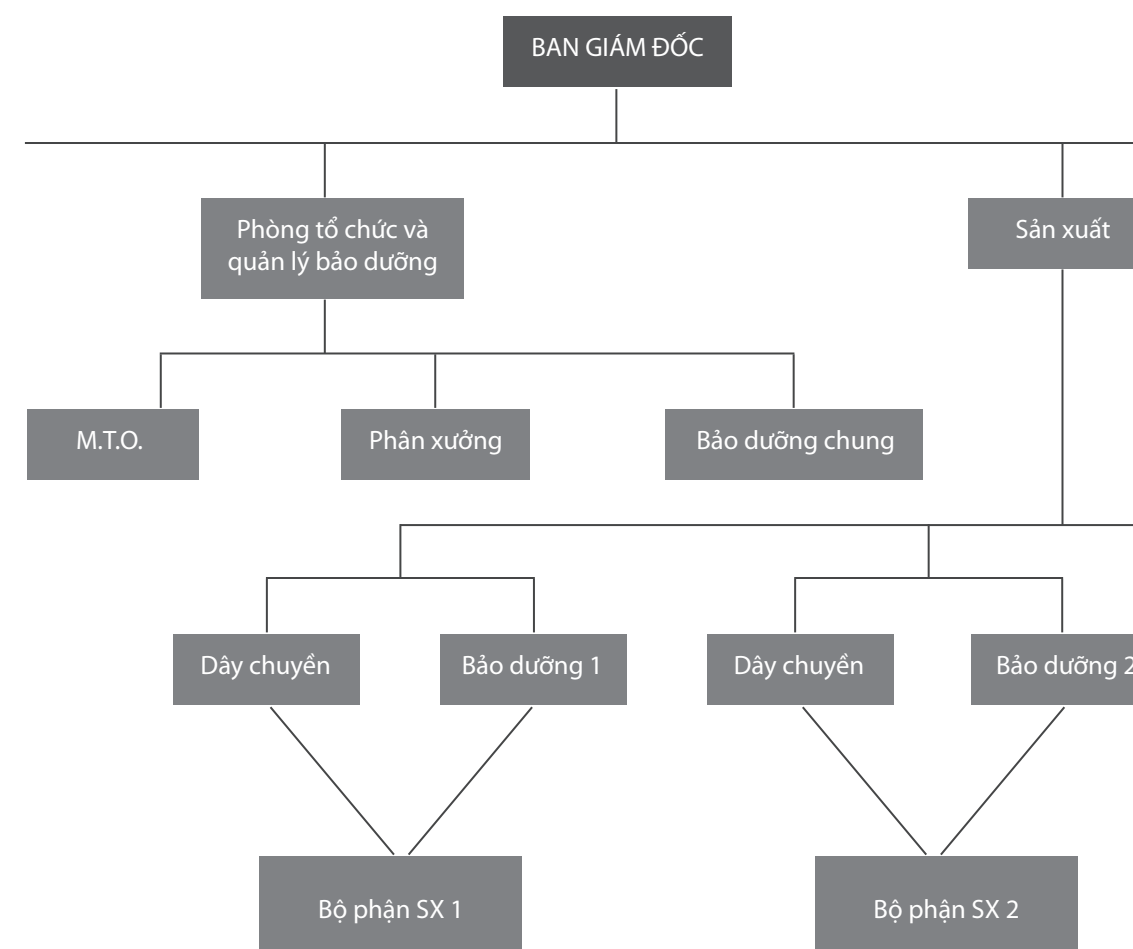 BAN GIÁM ĐỐC
Phòng tổ chức và
quản lý bảo dưỡng
Sản xuất
M.T.O.
Phân xưởng
Bảo dưỡng chung
Dây chuyền
Bảo dưỡng 1
Dây chuyền
Bảo dưỡng 2
Bộ phận SX 1
Bộ phận SX 2